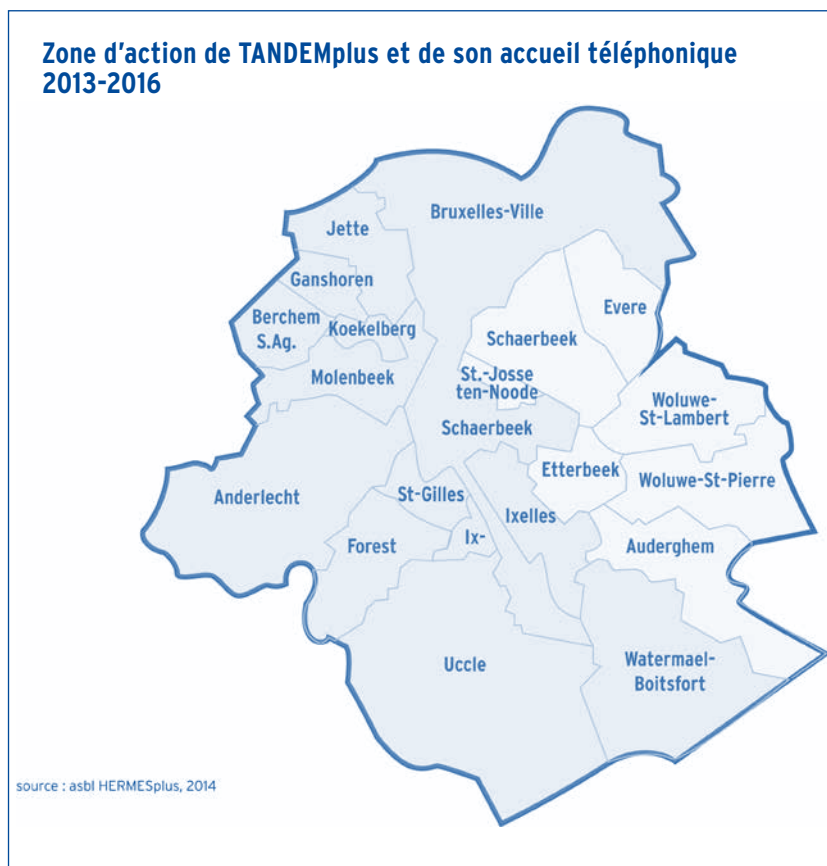 Zone d’action de TANDEMplus et de son accueil téléphonique
2013-2016
Bruxelles-Ville
Jette
Ganshoren
Evere
Berchem
S.Ag.
Koekelberg
Schaerbeek
Molenbeek
St.-Josse
ten-Noode
Woluwe-
St-Lambert
Schaerbeek
Etterbeek
Woluwe-St-Pierre
Anderlecht
St-Gilles
Ixelles
Ix-
Forest
Auderghem
Uccle
Watermael-
Boitsfort
source : asbl HERMESplus, 2014